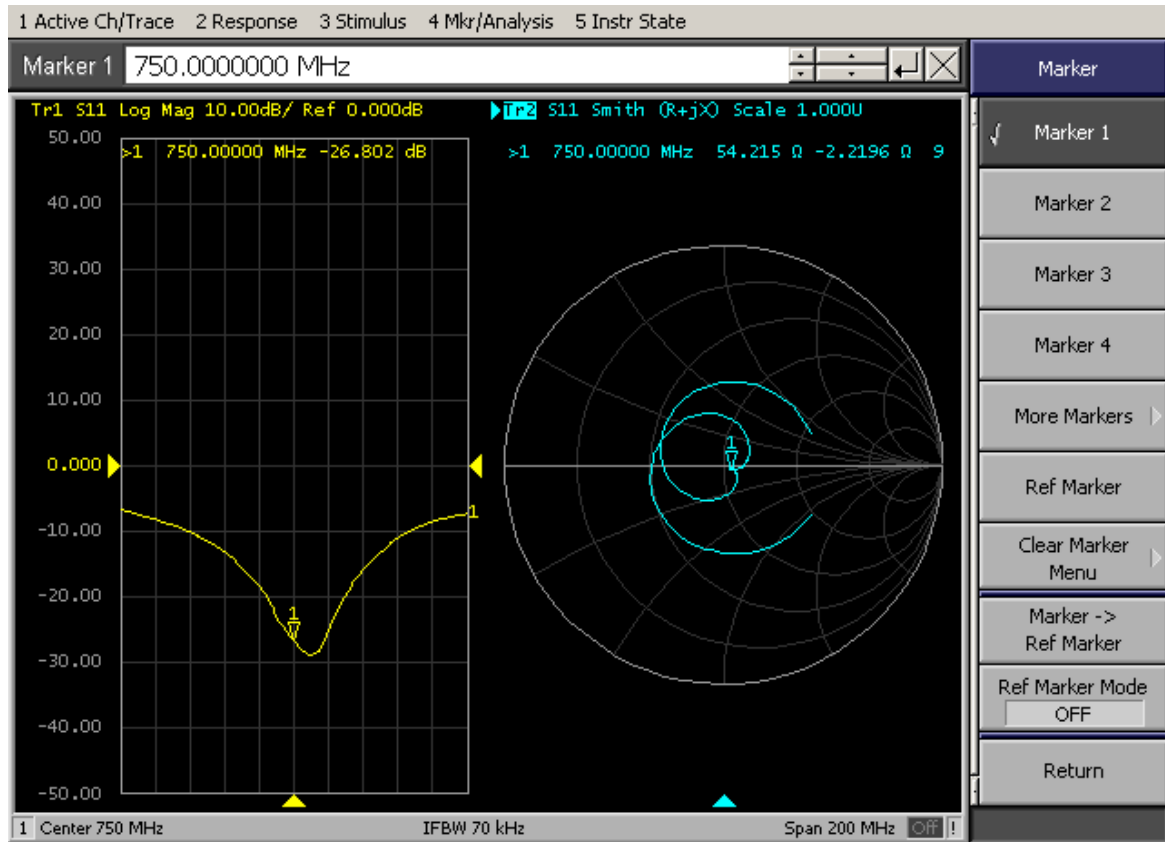 1 Active Ch/Trace 2 Response 3 Stimulus 4 Mkr/Analysis 5 Instr State
Marker 1 750.0000000 MHz
Marker
Tr1 S11 Log Mag 10.00dB/ Ref 0.000dB
Tr2 S11 Smith (R+jX) Scale 1.000U
50.00
>1 750.00000 MHz -26.802 dB
>1 750.00000 MHz 54.215 Ω -2.2196 Ω 9
40.00
30.00
20.00
10.00
0.000
-10.00
-20.00
-30.00
-40.00
-50.00
1
1
1
√ Marker 1
Marker 2
Marker 3
Marker 4
More Markers
Ref Marker
Clear Marker
Menu
Marker ->
Ref Marker
Ref Marker Mode
OFF
Return
1 Center 750 MHz IFBW 70 kHz Span 200 MHz Off !